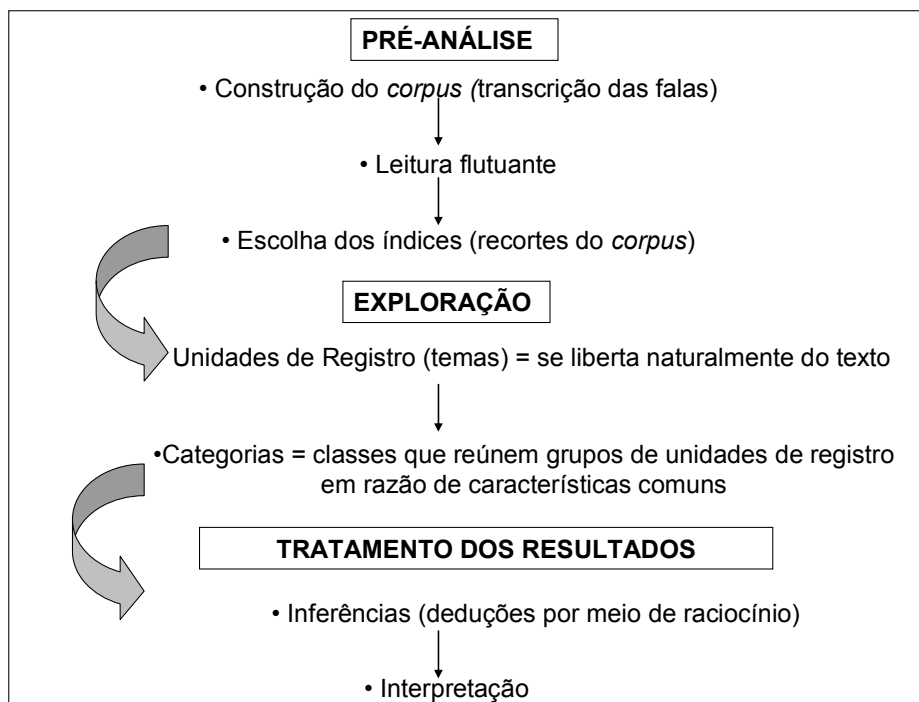 PRÉ-ANÁLISE
• Construção do corpus (transcrição das falas)
• Leitura flutuante
• Escolha dos índices (recortes do corpus)
EXPLORAÇÃO
Unidades de Registro (temas) = se liberta naturalmente do texto
•Categorias = classes que reúnem grupos de unidades de registro
em razão de características comuns
TRATAMENTO DOS RESULTADOS
• Inferências (deduções por meio de raciocínio)
• Interpretação